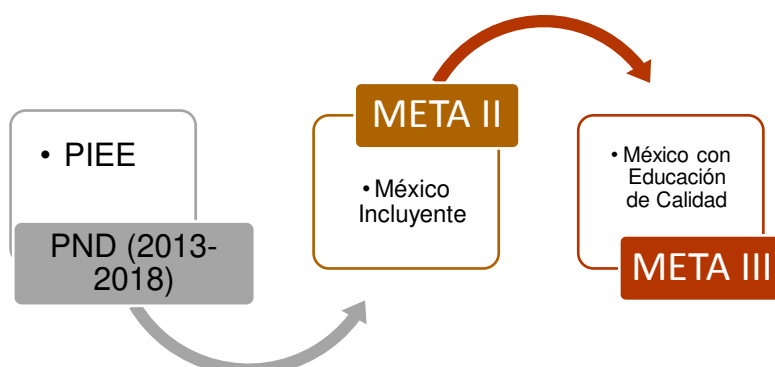 • PIEE
PND (2013-
2018)
META II
• México
Incluyente
• México con
Educación
de Calidad
META III